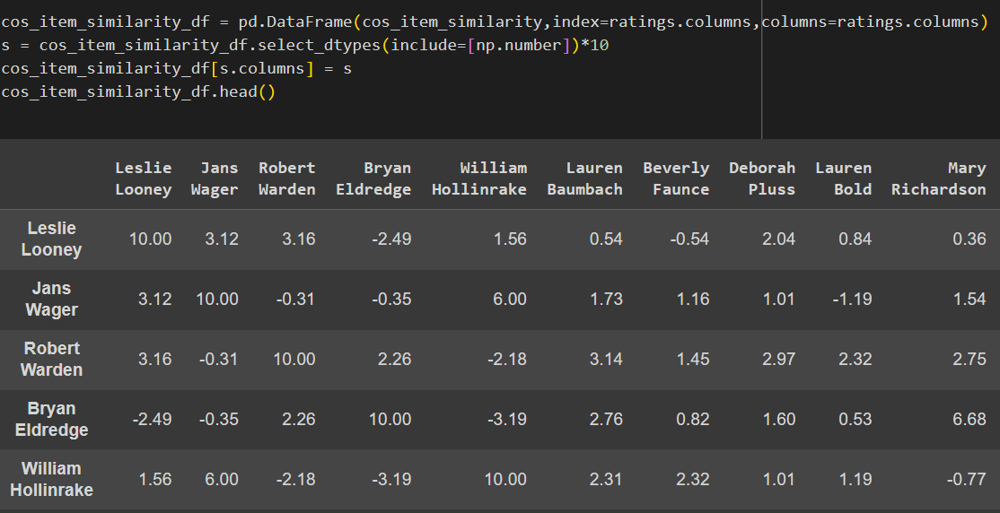 cos_item_similarity_df = pd.DataFrame(cos_item_similarity,index=ratings.columns,columns=ratings.columns)
s = cos_item_similarity_df.select_dtypes(include=[np.number])*10
cos_item_similarity_df[s.columns] = s
cos_item_similarity_df.head()
Leslie Jans Robert Bryan William Lauren Beverly Deborah Lauren Mary
Looney Wager Warden Eldredge Hollinrake Baumbach Faunce Pluss Bold Richardson
Leslie
Looney 10.00 3.12 3.16 -2.49 1.56 0.54 -0.54 2.04 0.84 0.36
Jans
Wager 3.12 10.00 -0.31 -0.35 6.00 1.73 1.16 1.01 -1.19 1.54
Robert
Warden 3.16 -0.31 10.00 2.26 -2.18 3.14 1.45 2.97 2.32 2.75
Bryan
Eldredge -2.49 -0.35 2.26 10.00 -3.19 2.76 0.82 1.60 0.53 6.68
William
Hollinrake 1.56 6.00 -2.18 -3.19 10.00 2.31 2.32 1.01 1.19 -0.77